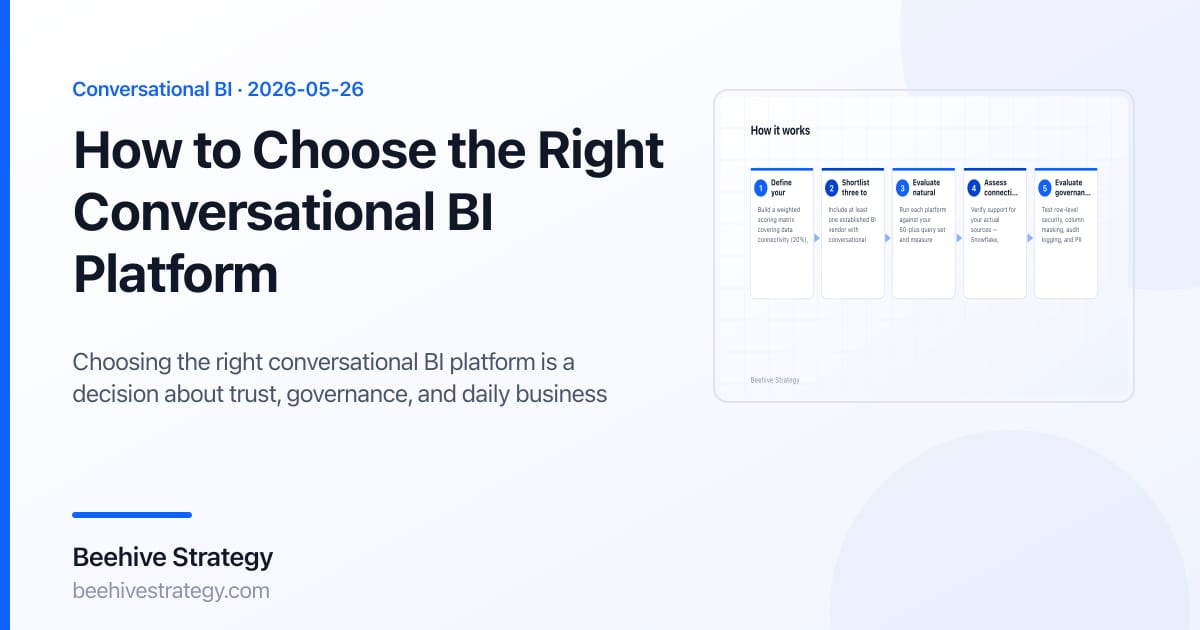 Conversational BI · 2026-05-26
How to Choose the Right
Conversational BI
Platform
Choosing the right conversational BI platform is a
decision about trust, governance, and daily business
Beehive Strategy
beehivestrategy.com
How it works
1
Define
your
Build a weighted
scoring matrix
covering data
connectivity (20%),
2
Shortlist
three to
Include at least
one established BI
vendor with
conversational
3
Evaluate
natural
Run each platform
against your
50-plus query set
and measure
4
Assess
connecti...
Verify support for
your actual
sources —
Snowflake,
5
Evaluate
governan...
Test row-level
security, column
masking, audit
logging, and PII
Beehive Strategy